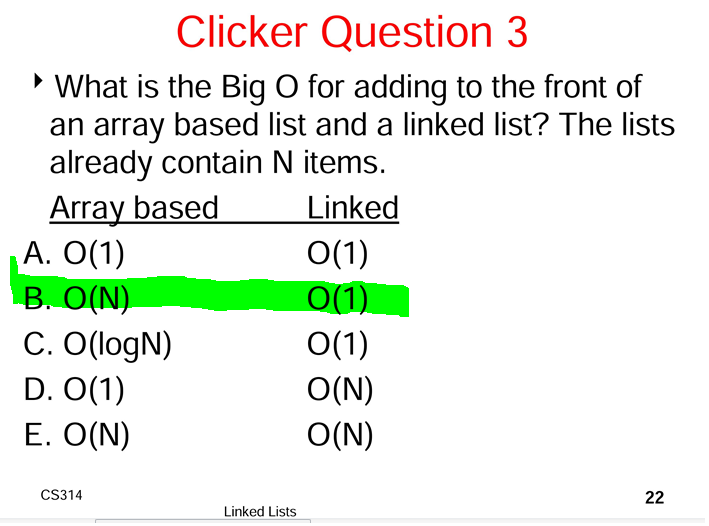 Clicker Question 3
What is the Big O for adding to the front of
an array based list and a linked list? The lists
already contain N items.
Array based Linked
A. O(1) O(1)
B. O(N) O(1)
C. O(logN) O(1)
D. O(1) O(N)
E. O(N) O(N)
CS314
22
Linked Lists